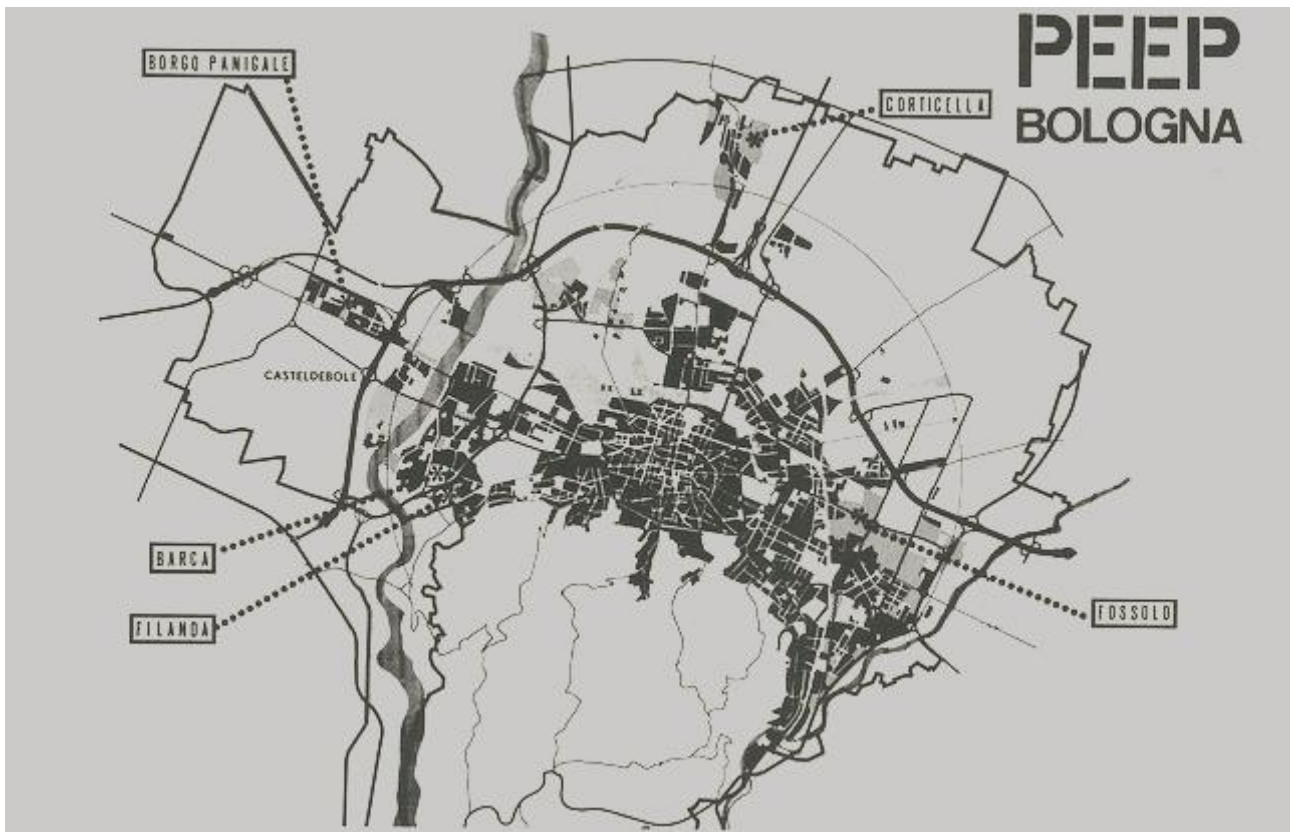 PEEP
BOLOGNA
BORGO PANIGALE
CORTICELLA
CASTELDEBOLE
BARCA
FILANDA
FOSSOLO